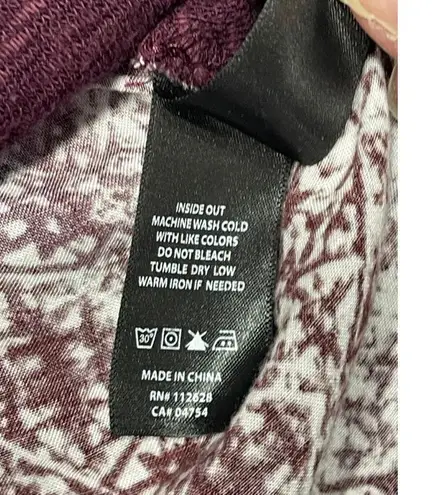 INSIDE OUT
MACHINE WASH COLD
WITH LIKE COLORS
DO NOT BLEACH
TUMBLE DRY LOW
WARM IRON IF NEEDED
30°
MADE IN CHINA
RN# 112628
CA# 04754